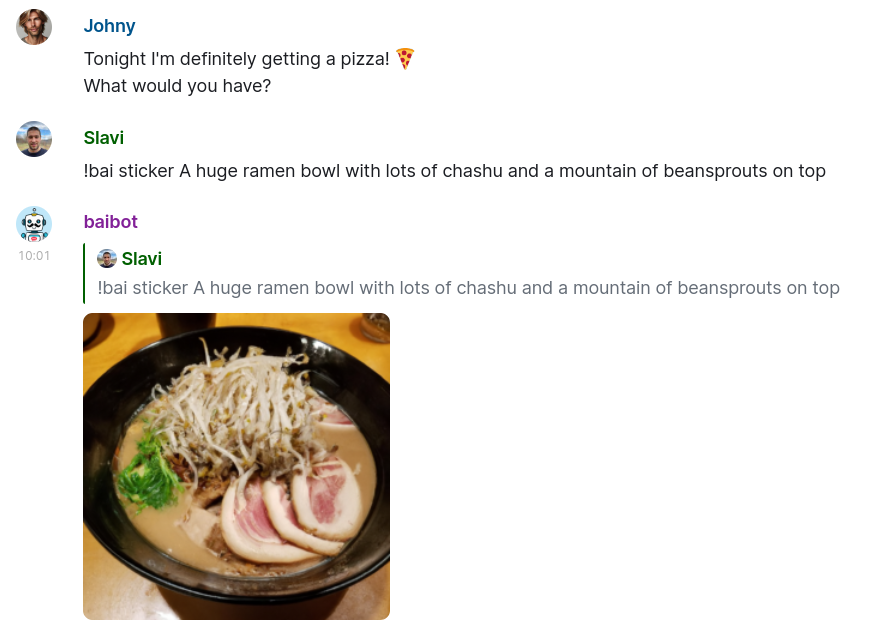 Johny
Tonight I'm definitely getting a pizza! 🍕
What would you have?
Slavi
!bai sticker A huge ramen bowl with lots of chashu and a mountain of beansprouts on top
baibot
10:01
Slavi
!bai sticker A huge ramen bowl with lots of chashu and a mountain of beansprouts on top